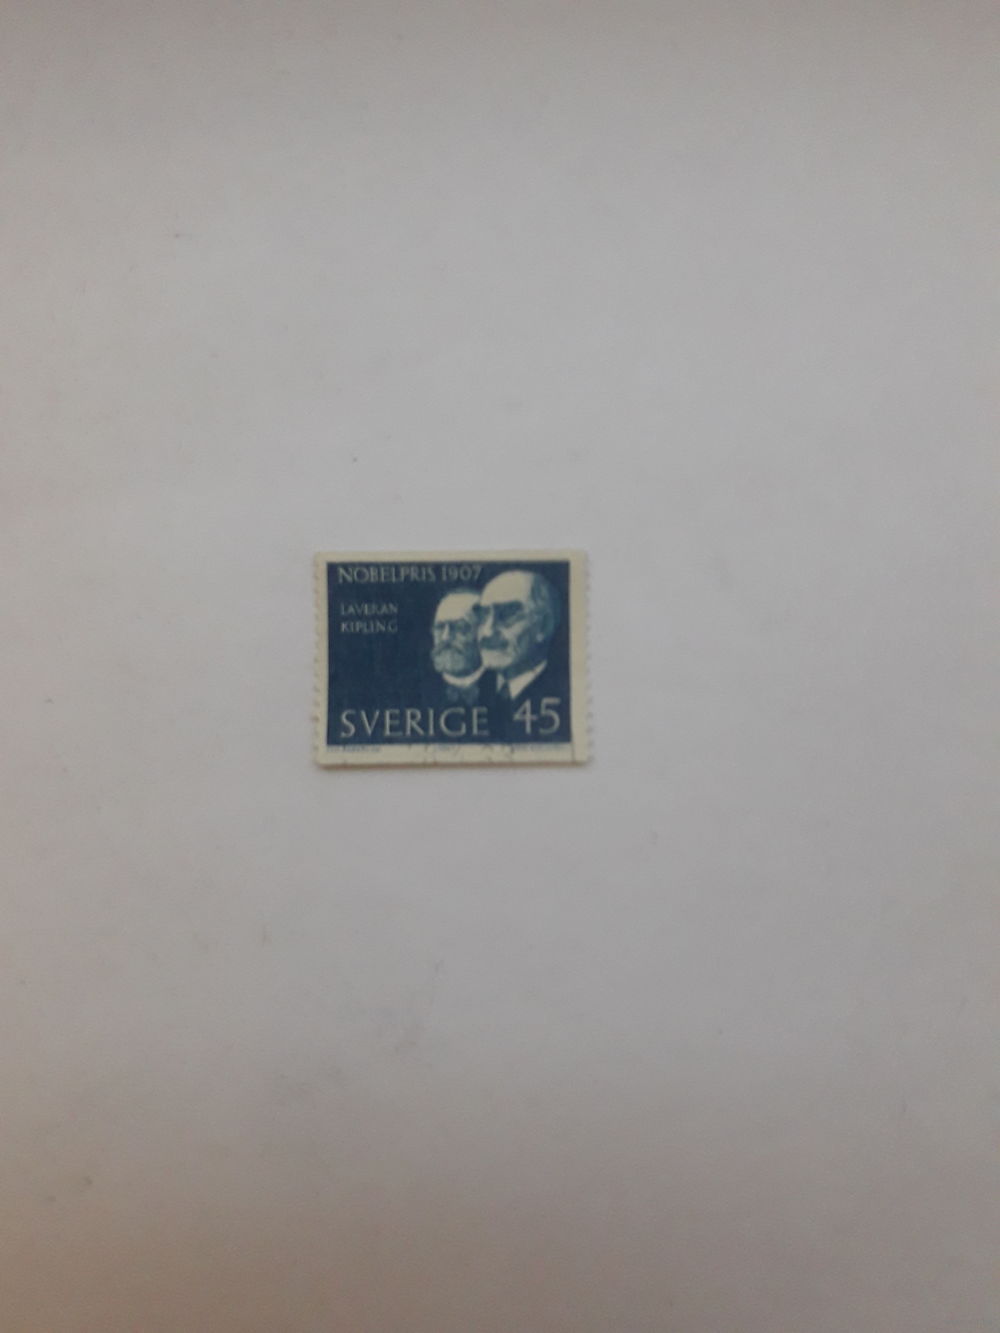 NOBELPRIS 1907
LAVERAN
KIPLING
SVERIGE 45